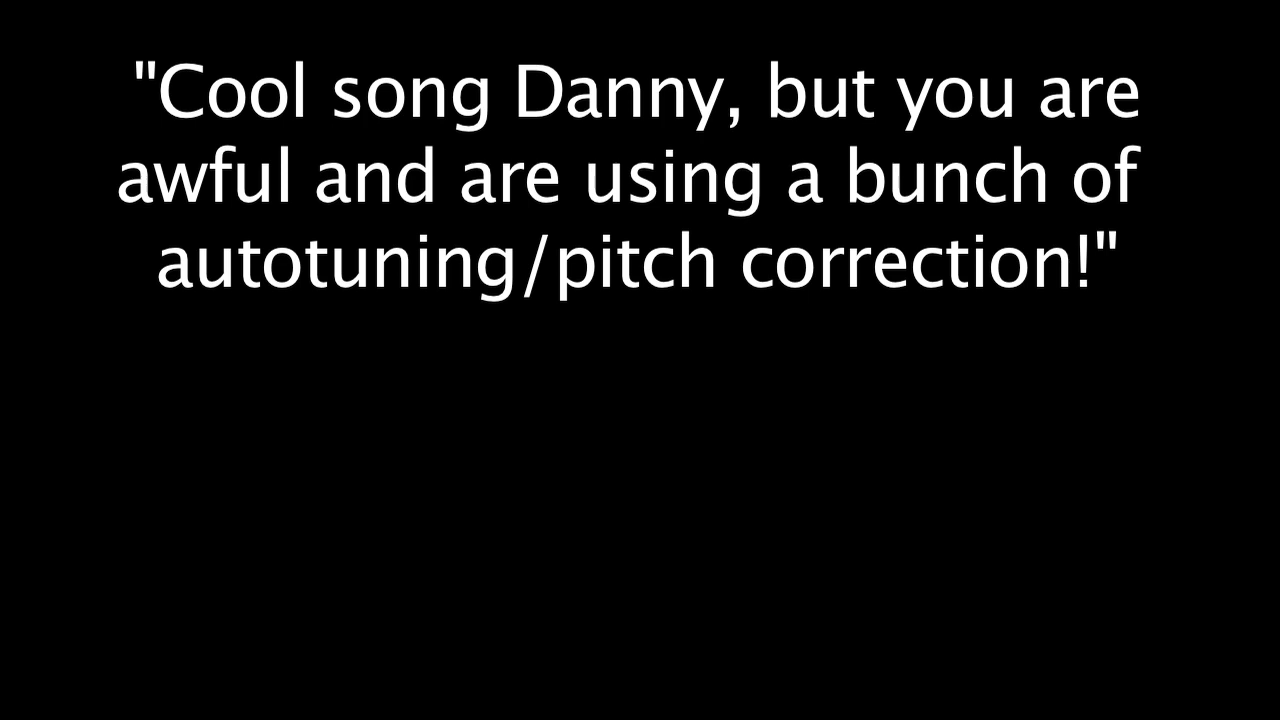 "Cool song Danny, but you are
awful and are using a bunch of
autotuning/pitch correction!"